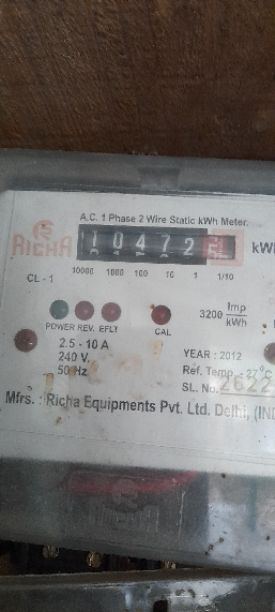 A.C. 1 Phase 2 Wire Static kWh Meter.
RICHA 10472 5 kWh
CL - 1 10000 1000 100 10 1 1/10
3200 Imp/kWh
POWER REV. EFLT CAL
2.5 - 10 A
240 V.
50 Hz
YEAR : 2012
Ref. Temp. - 27°C
SL. No. 2622
Mfrs. : Richa Equipments Pvt. Ltd. Delhi, (IND